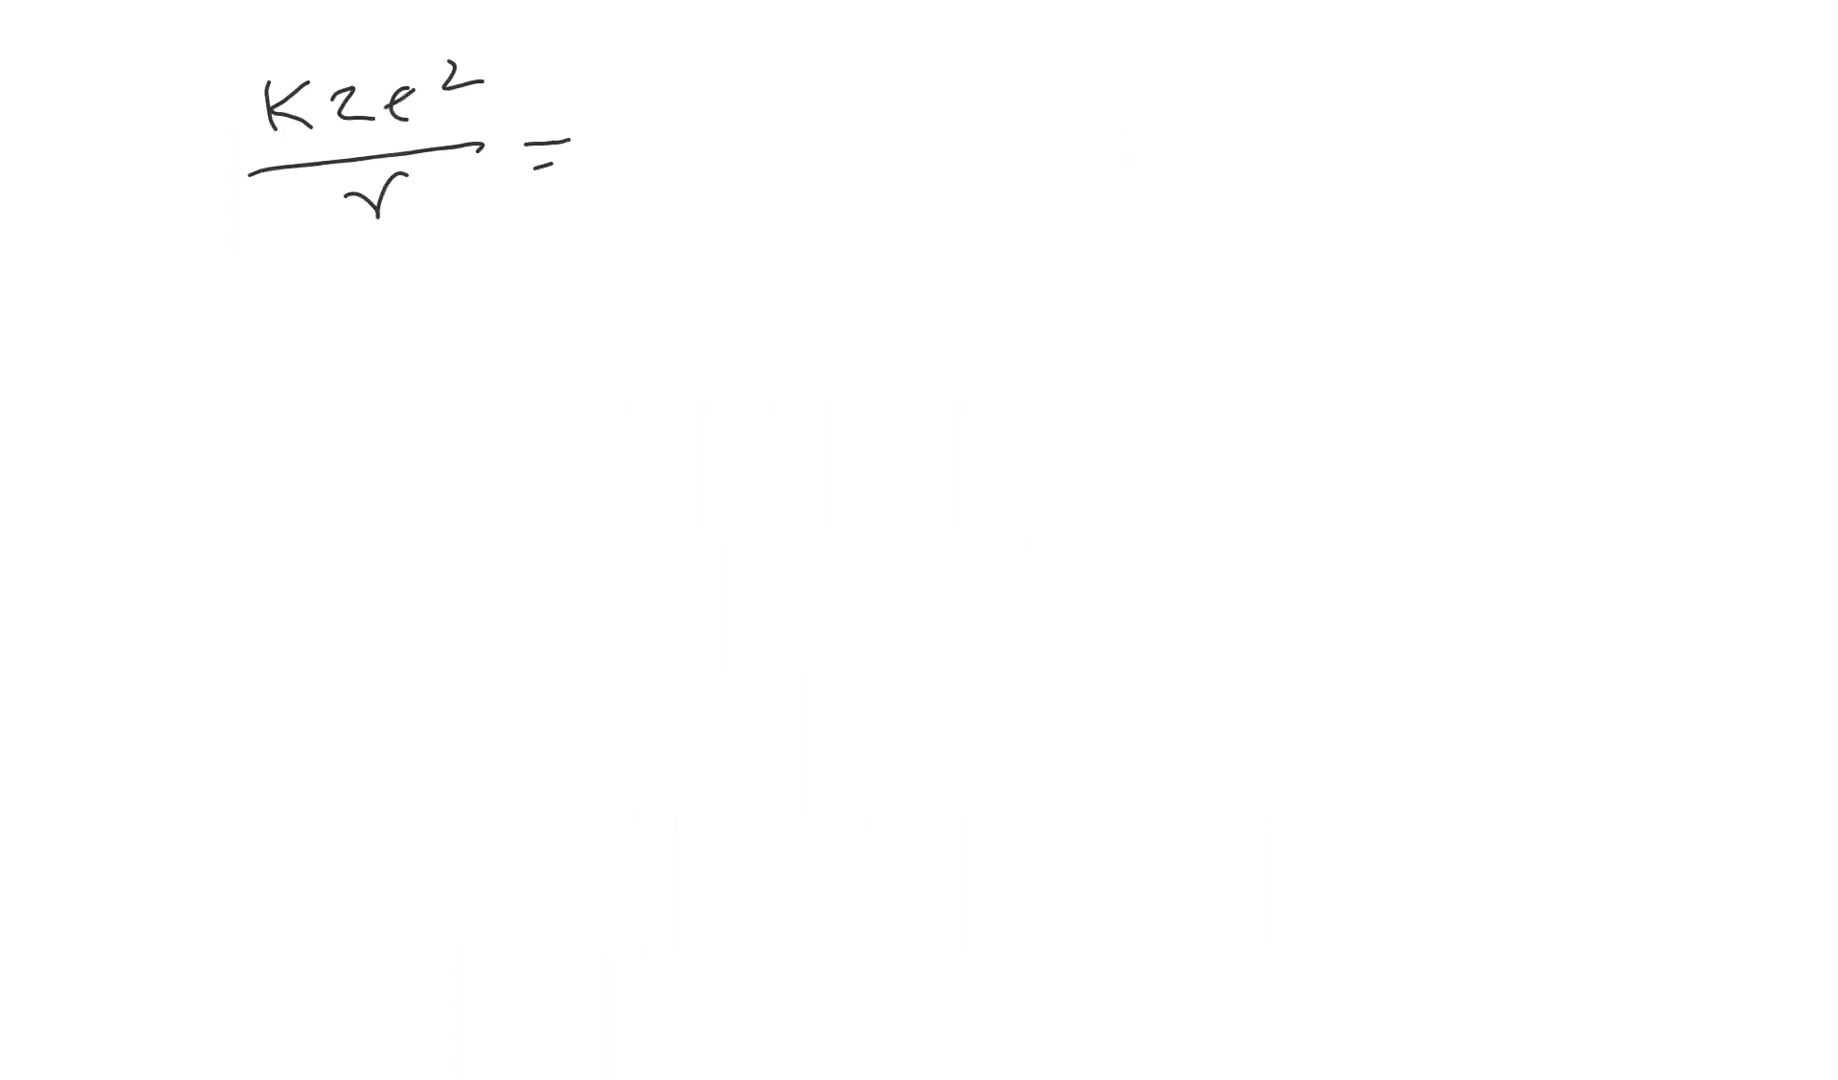 KZe²
r
=